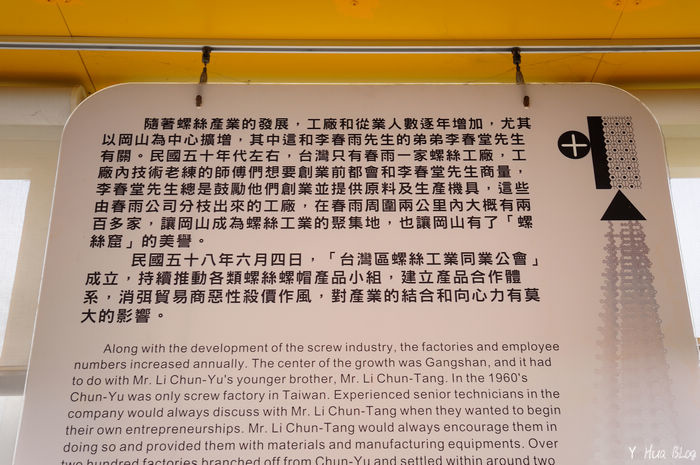 隨著螺絲產業的發展，工廠和從業人數逐年增加，尤其
以岡山為中心擴增，其中這和李春雨先生的弟弟李春堂先生
有關。民國五十年代左右，台灣只有春雨一家螺絲工廠，工
廠內技術老練的師傅們想要創業前都會和李春堂先生商量，
李春堂先生總是鼓勵他們創業並提供原料及生產機具，這些
由春雨公司分枝出來的工廠，在春雨周圍兩公里內大概有兩
百多家，讓岡山成為螺絲工業的聚集地，也讓岡山有了「螺
絲窟」的美譽。
民國五十八年六月四日，「台灣區螺絲工業同業公會」
成立，持續推動各類螺絲螺帽產品小組，建立產品合作體
系，消弭貿易商惡性殺價作風，對產業的結合和向心力有莫
大的影響。
Along with the development of the screw industry, the factories and employee
numbers increased annually. The center of the growth was Gangshan, and it had
to do with Mr. Li Chun-Yu's younger brother, Mr. Li Chun-Tang. In the 1960's
Chun-Yu was only screw factory in Taiwan. Experienced senior technicians in the
company would always discuss with Mr. Li Chun-Tang when they wanted to begin
their own entrepreneurships. Mr. Li Chun-Tang would always encourage them in
doing so and provided them with materials and manufacturing equipments. Over
two hundred factories branched off from Chun-Yu and settled within around two
Y Hua Blog